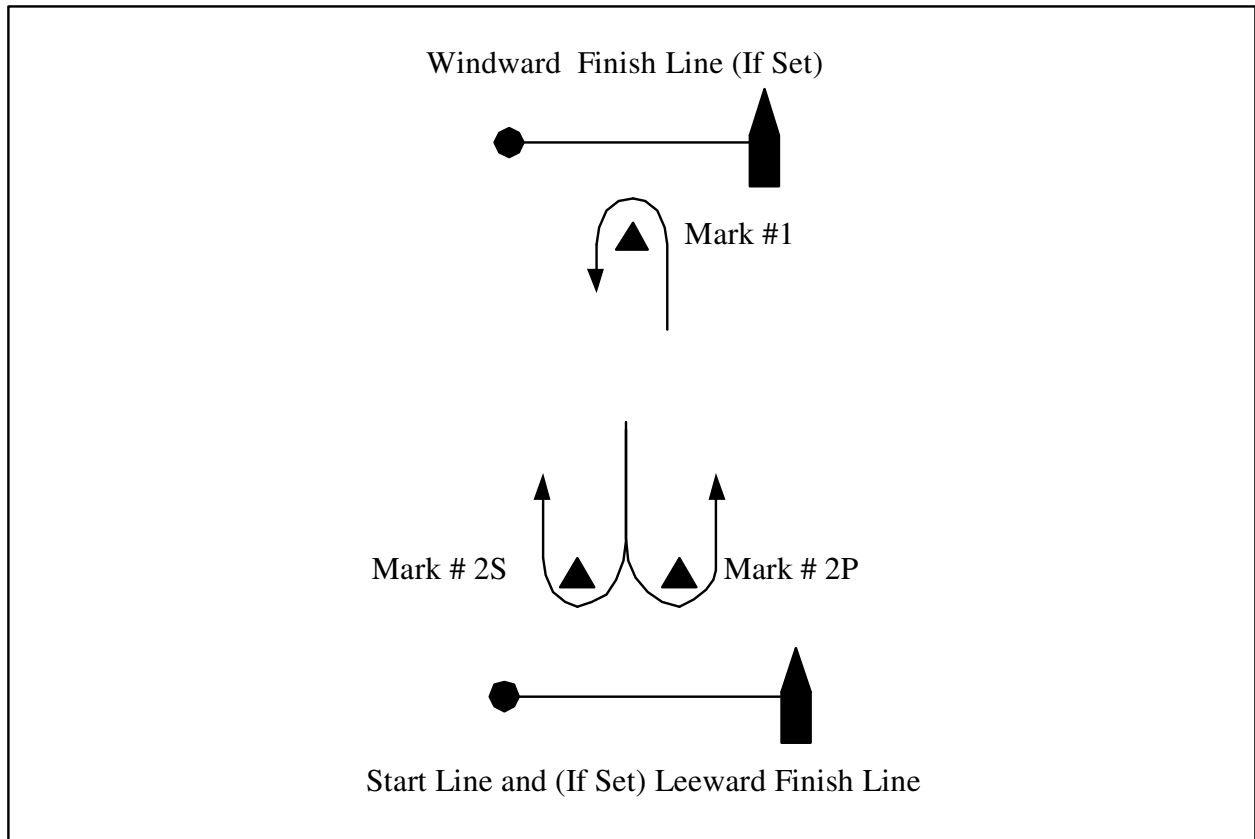 Windward  Finish Line (If Set)
Mark #1
Mark # 2S
Mark # 2P
Start Line and (If Set) Leeward Finish Line